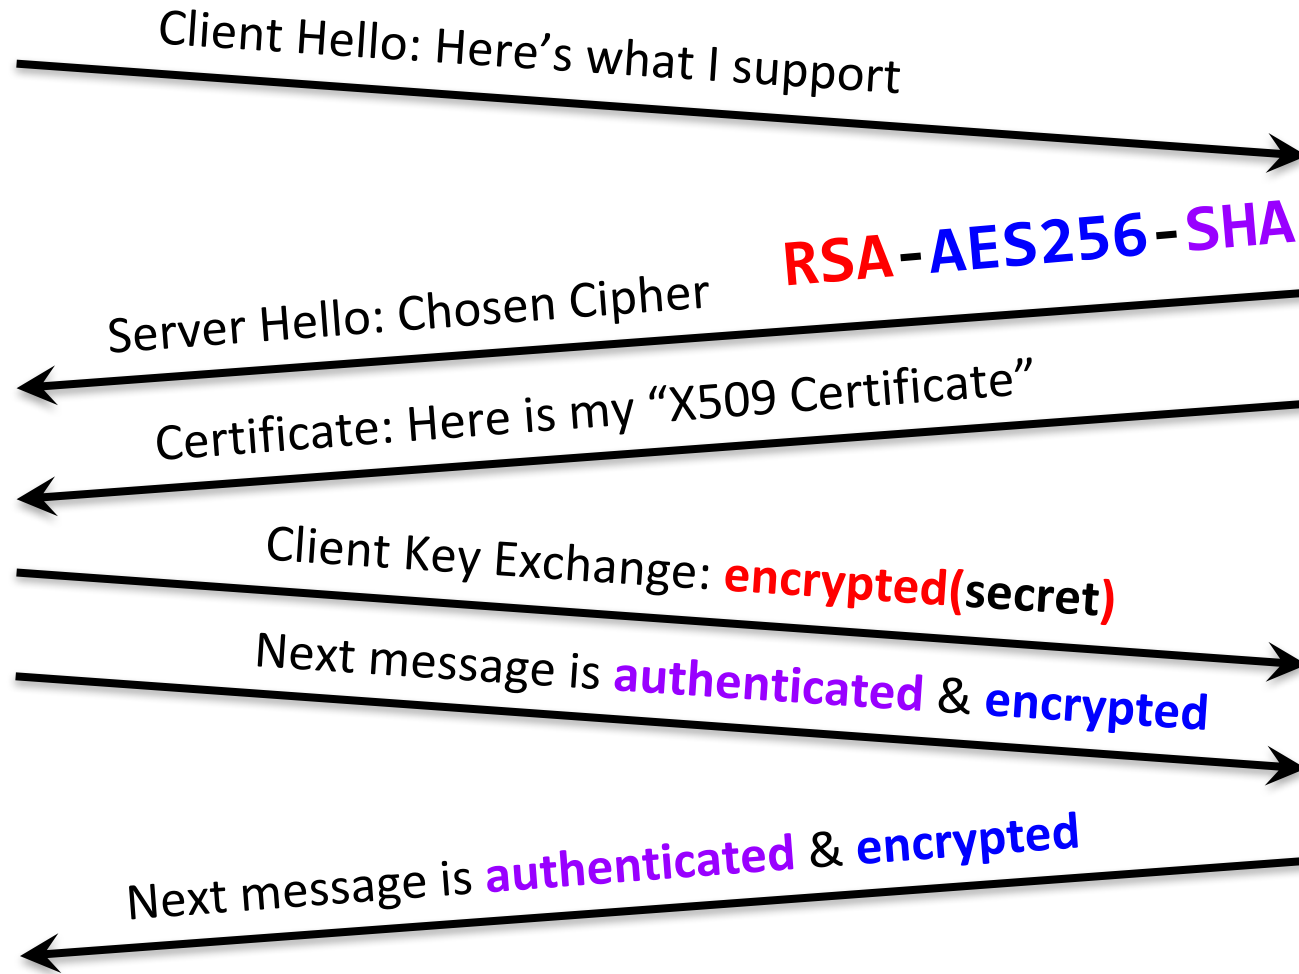 Client Hello: Here’s what I support
RSA-AES256-SHA
Server Hello: Chosen Cipher
Certificate: Here is my “X509 Certificate”
Client Key Exchange: encrypted(secret)
Next message is authenticated & encrypted
Next message is authenticated & encrypted